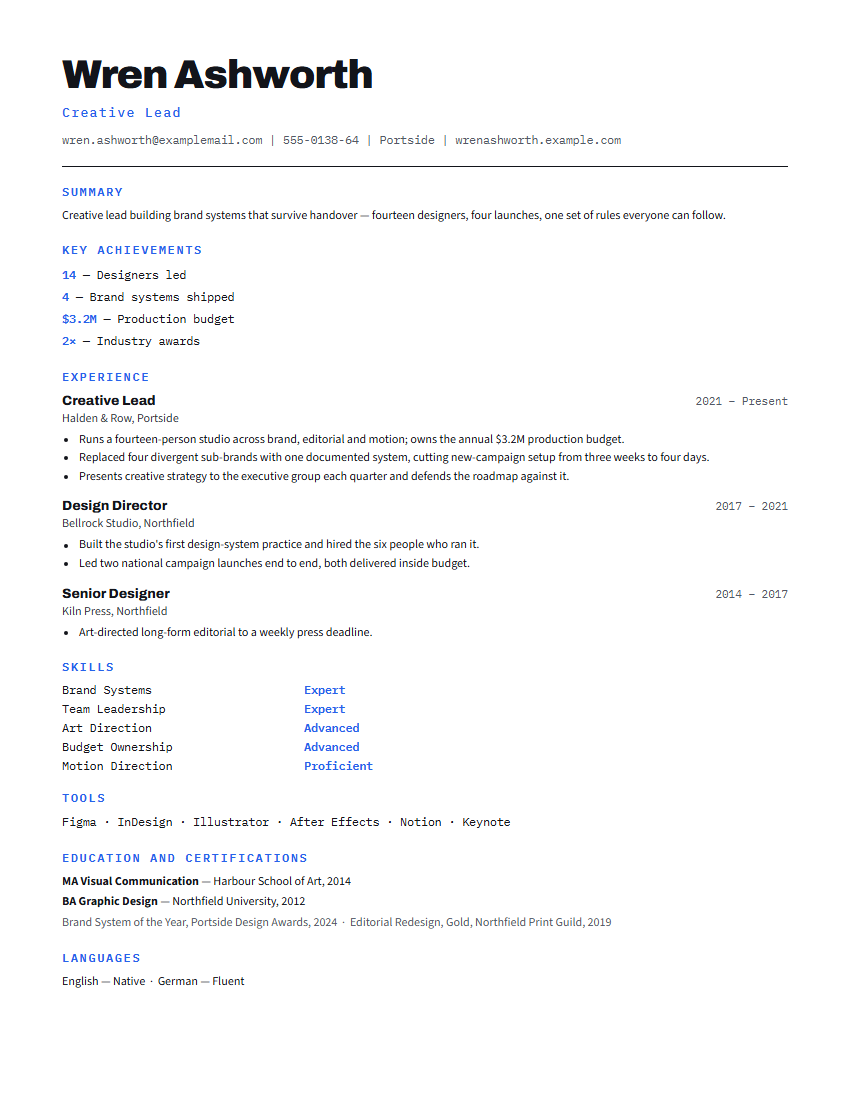 Wren Ashworth
Creative Lead
wren.ashworth@examplemail.com | 555-0138-64 | Portside | wrenashworth.example.com
SUMMARY
Creative lead building brand systems that survive handover — fourteen designers, four launches, one set of rules everyone can follow.
KEY ACHIEVEMENTS
14 — Designers led
4 — Brand systems shipped
$3.2M — Production budget
2× — Industry awards
EXPERIENCE
Creative Lead 2021 – Present
Halden & Row, Portside
• Runs a fourteen-person studio across brand, editorial and motion; owns the annual $3.2M production budget.
• Replaced four divergent sub-brands with one documented system, cutting new-campaign setup from three weeks to four days.
• Presents creative strategy to the executive group each quarter and defends the roadmap against it.
Design Director 2017 – 2021
Bellrock Studio, Northfield
• Built the studio's first design-system practice and hired the six people who ran it.
• Led two national campaign launches end to end, both delivered inside budget.
Senior Designer 2014 – 2017
Kiln Press, Northfield
• Art-directed long-form editorial to a weekly press deadline.
SKILLS
Brand Systems Expert
Team Leadership Expert
Art Direction Advanced
Budget Ownership Advanced
Motion Direction Proficient
TOOLS
Figma · InDesign · Illustrator · After Effects · Notion · Keynote
EDUCATION AND CERTIFICATIONS
MA Visual Communication — Harbour School of Art, 2014
BA Graphic Design — Northfield University, 2012
Brand System of the Year, Portside Design Awards, 2024 · Editorial Redesign, Gold, Northfield Print Guild, 2019
LANGUAGES
English — Native · German — Fluent